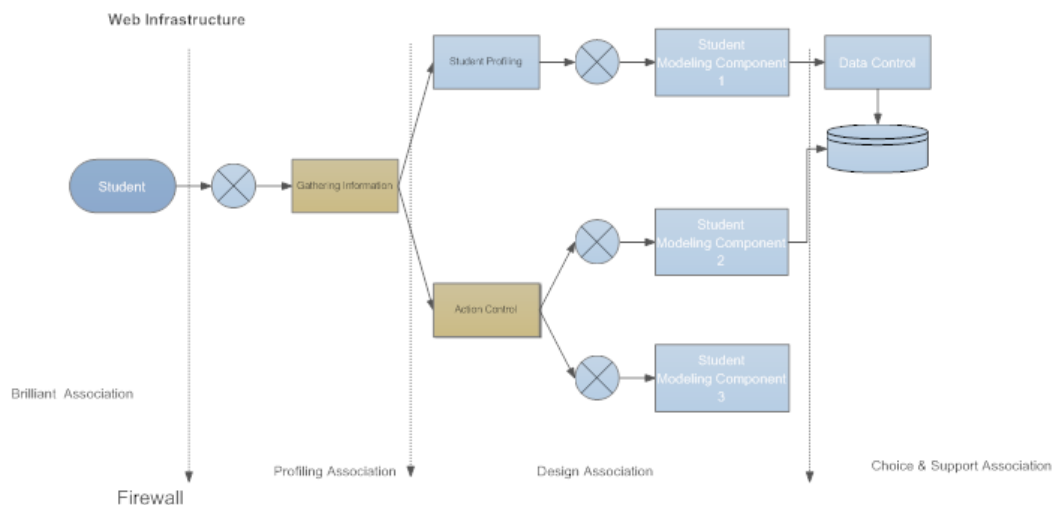 Web Infrastructure
Student Profiling
Student
Modeling Component
1
Data Control
Student
Gathering Information
Student
Modeling Component
2
Action Control
Student
Modeling Component
3
Brilliant Association
Profiling Association
Design Association
Choice & Support Association
Firewall